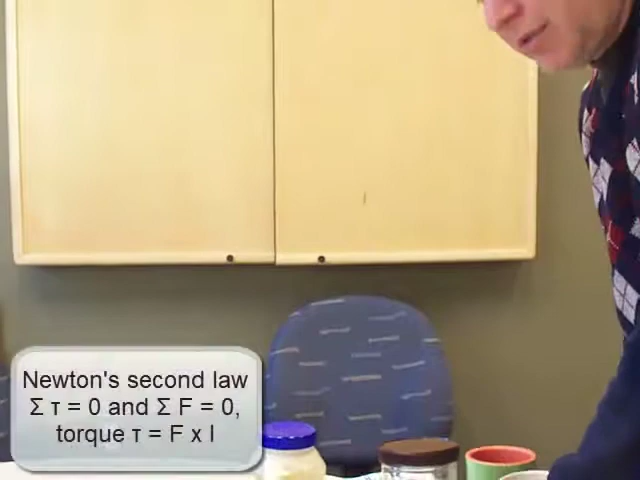 Newton's second law
Σ τ = 0 and Σ F = 0,
torque τ = F x l